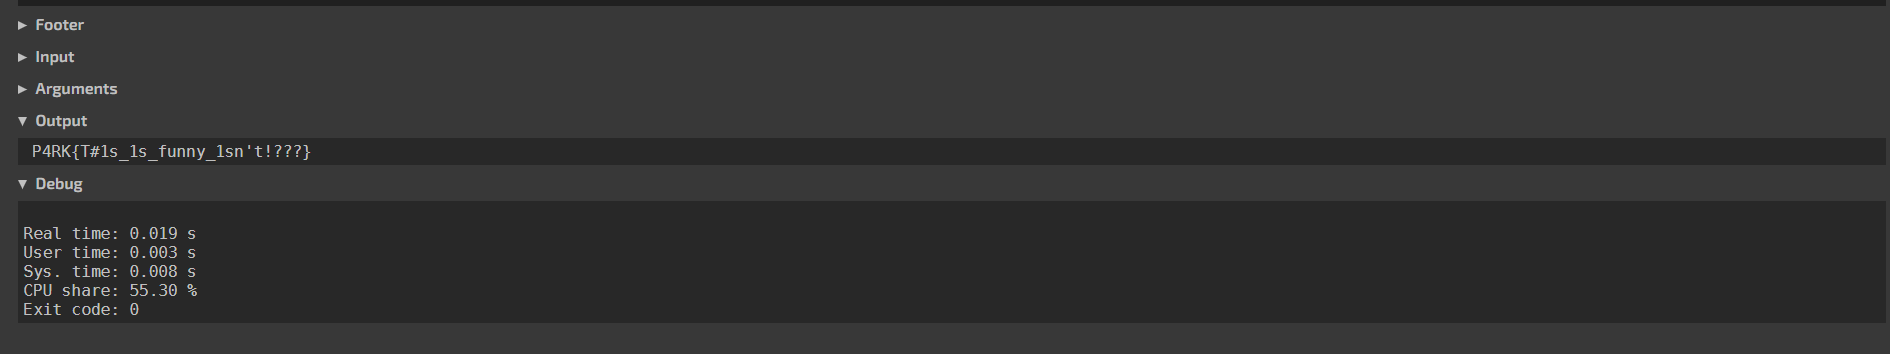 ▶ Footer
▶ Input
▶ Arguments
▼ Output
P4RK{T#1s_1s_funny_1sn't!???}
▼ Debug
Real time: 0.019 s
User time: 0.003 s
Sys. time: 0.008 s
CPU share: 55.30 %
Exit code: 0